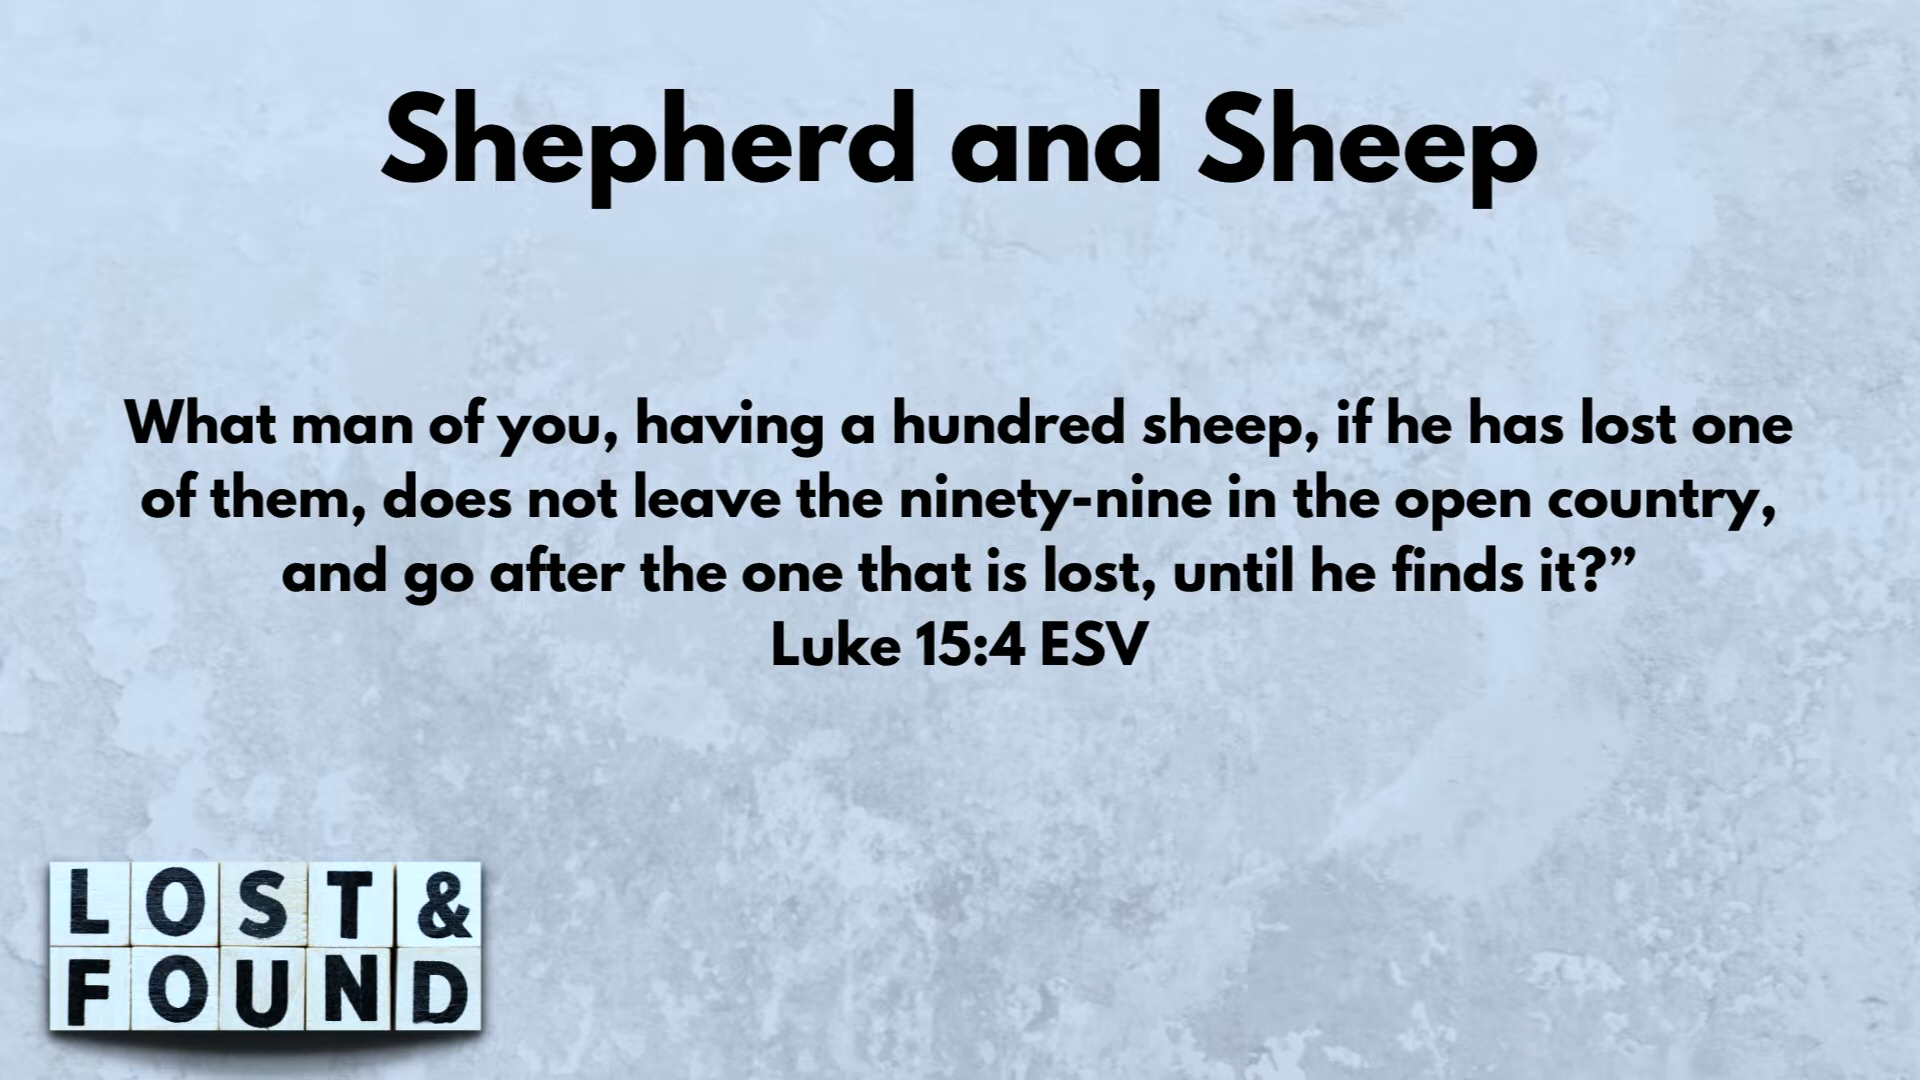 Shepherd and Sheep
What man of you, having a hundred sheep, if he has lost one
of them, does not leave the ninety-nine in the open country,
and go after the one that is lost, until he finds it?”
Luke 15:4 ESV
LOST &
FOUND